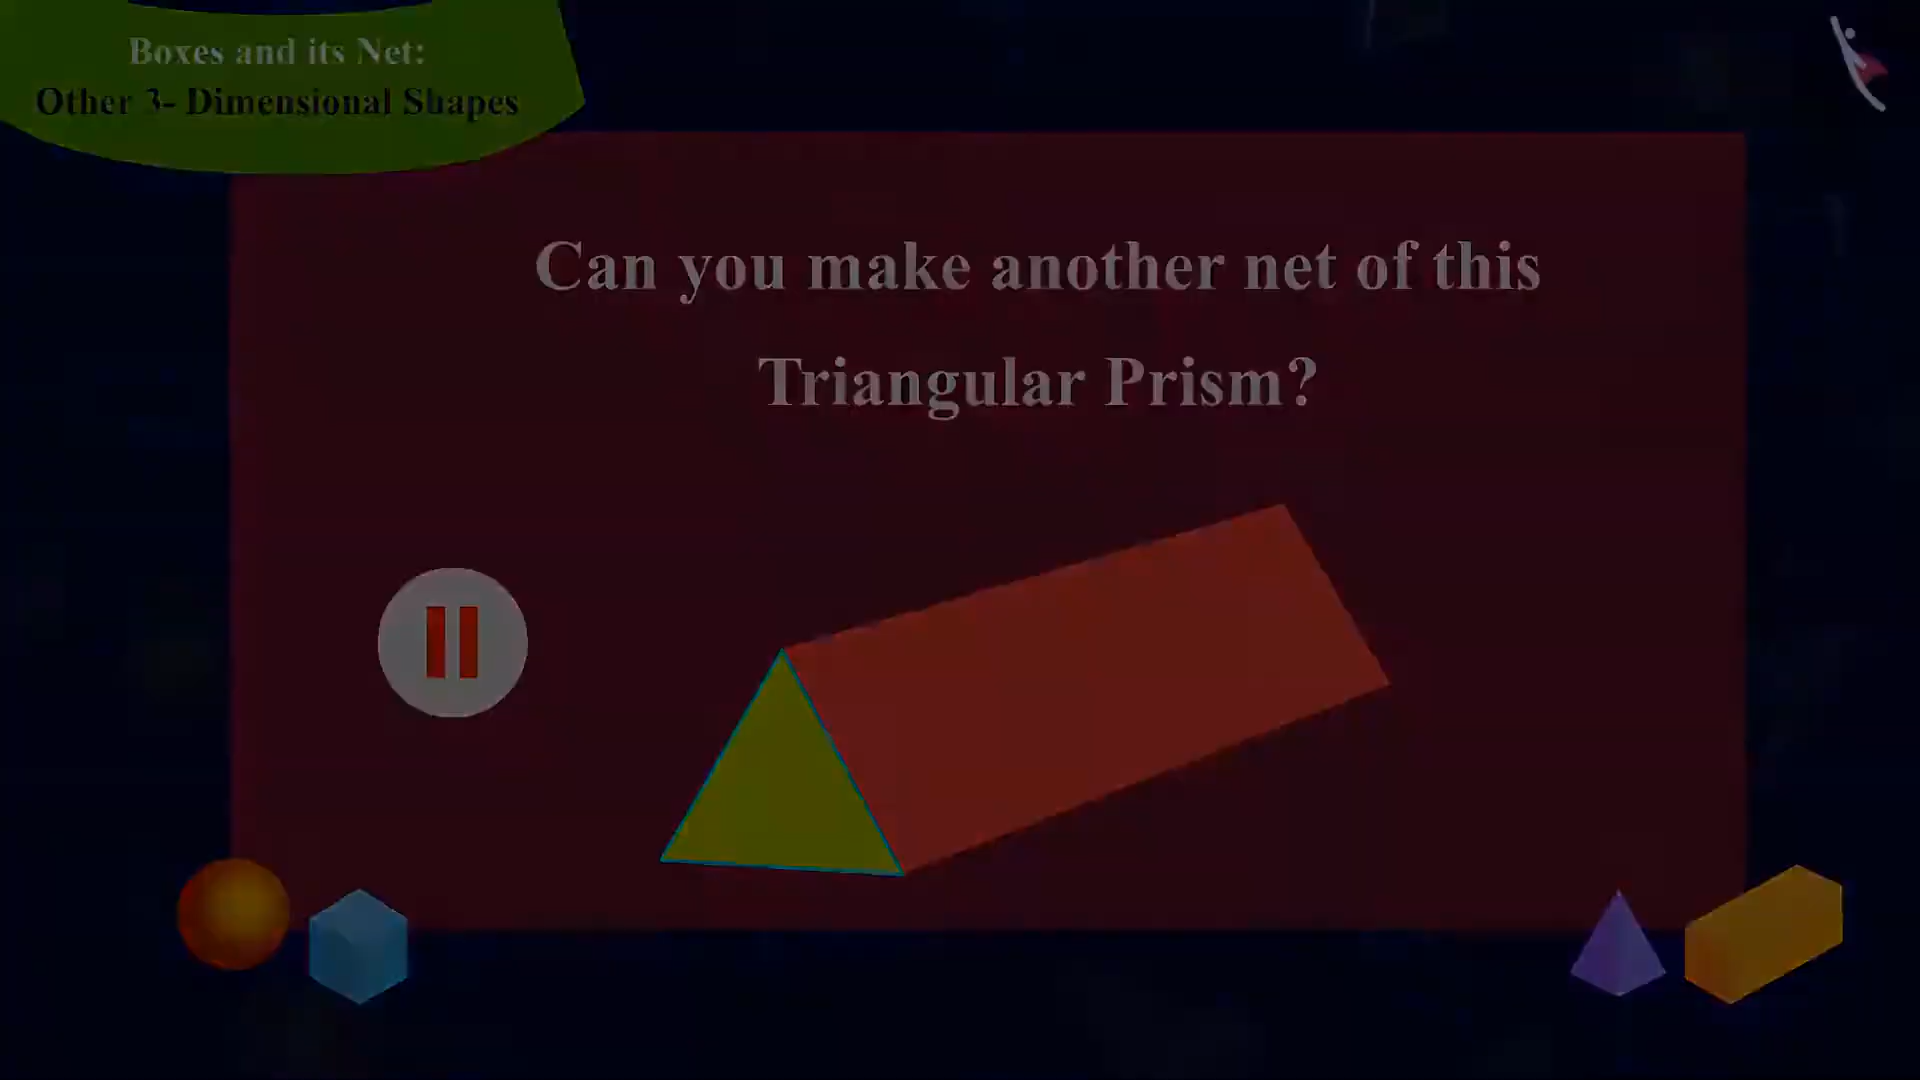 Boxes and its Net:
Other 3- Dimensional Shapes
Can you make another net of this
Triangular Prism?